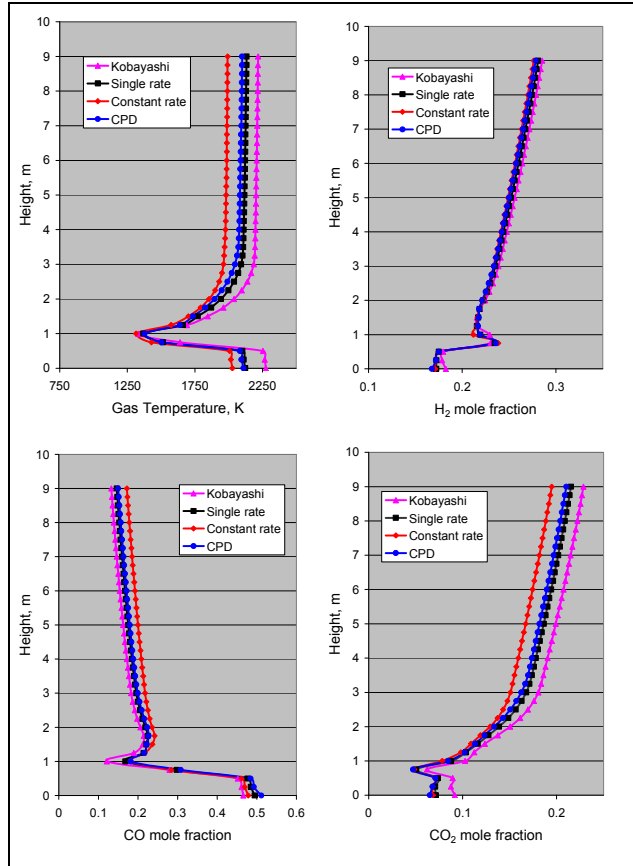 10
9
8
7
6
5
4
3
2
1
0
Height, m
Kobayashi
Single rate
Constant rate
CPD
750 1250 1750 2250
Gas Temperature, K
10
9
8
7
6
5
4
3
2
1
0
Height, m
Kobayashi
Single rate
Constant rate
CPD
0.1 0.2 0.3
H₂ mole fraction
10
9
8
7
6
5
4
3
2
1
0
Height, m
Kobayashi
Single rate
Constant rate
CPD
0 0.1 0.2 0.3 0.4 0.5 0.6
CO mole fraction
10
9
8
7
6
5
4
3
2
1
0
Height, m
Kobayashi
Single rate
Constant rate
CPD
0 0.1 0.2
CO₂ mole fraction